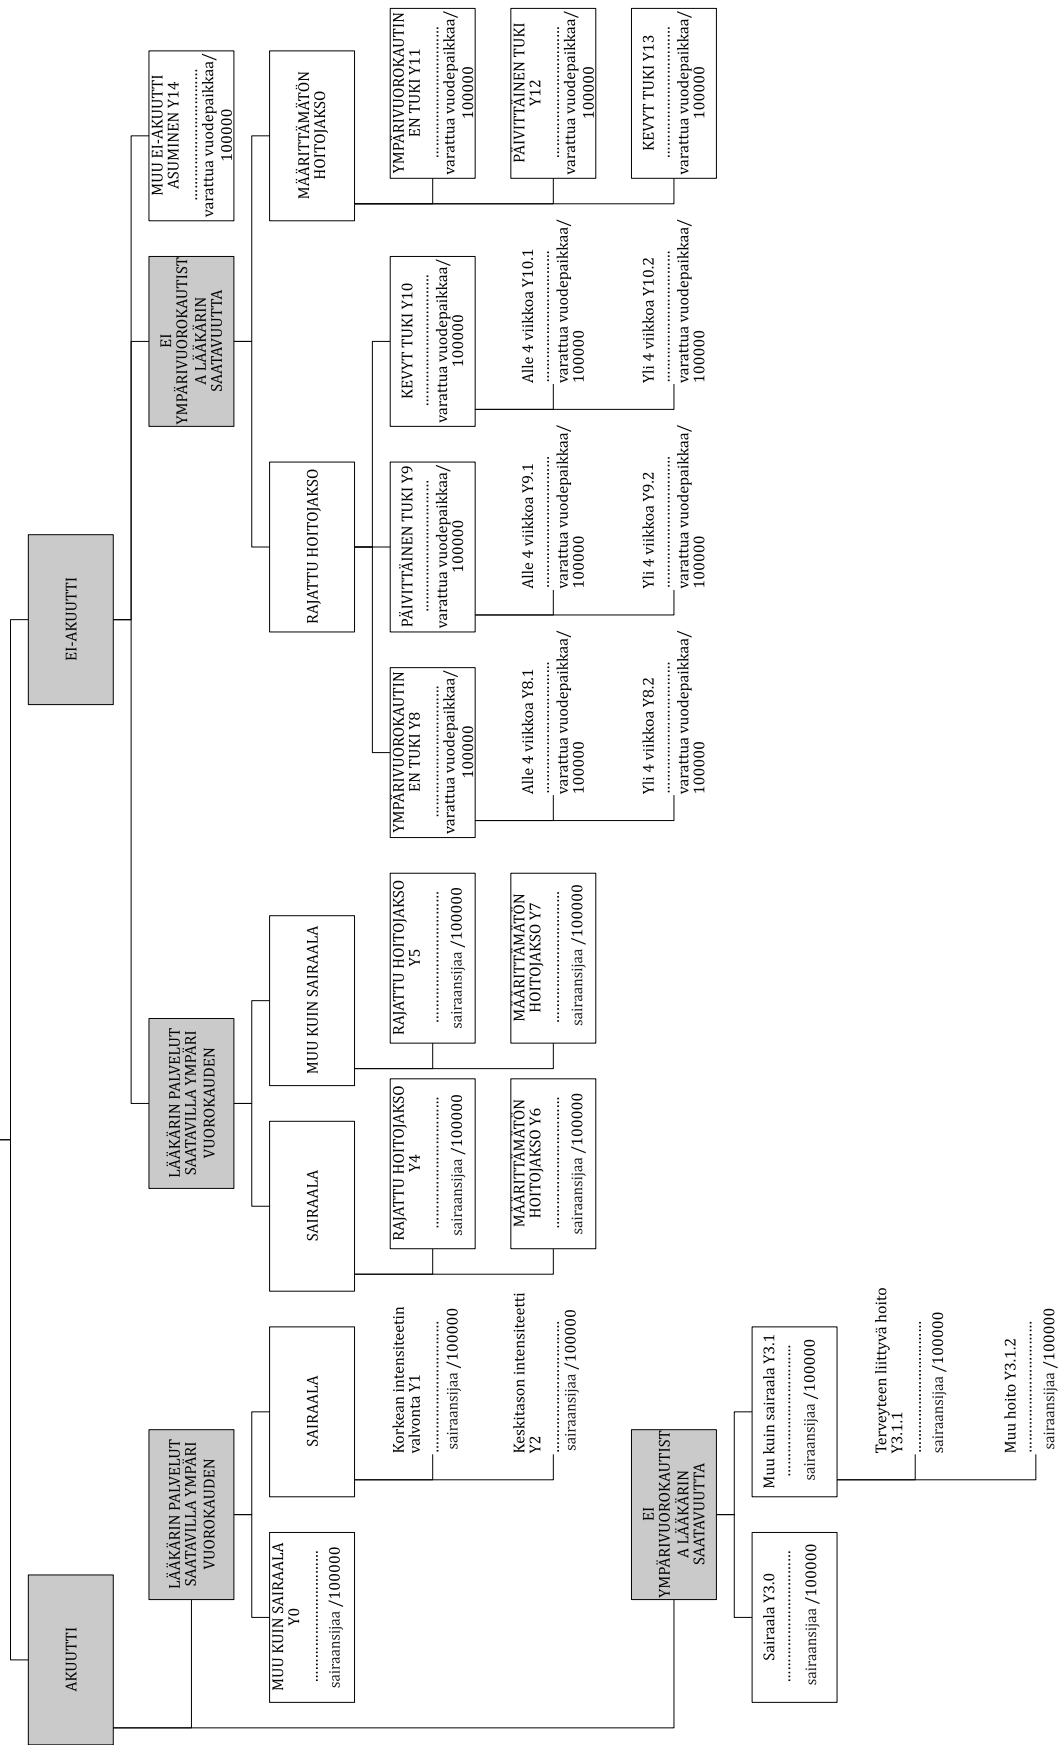 AKUUTTI
LÄÄKÄRIN PALVELUT
SAATAVILLA YMPÄRI
VUOROKAUDEN
MUU KUIN SAIRAALA
Y0
................................
sairaansijaa /100000
SAIRAALA
Korkean intensiteetin
valvonta Y1
................................
sairaansijaa /100000
Keskitason intensiteetti
Y2
................................
sairaansijaa /100000
EI
YMPÄRIVUOROKAUTIST
A LÄÄKÄRIN
SAATAVUUTTA
Sairaala Y3.0
................................
sairaansijaa /100000
Muu kuin sairaala Y3.1
................................
sairaansijaa /100000
Terveyteen liittyvä hoito
Y3.1.1
................................
sairaansijaa /100000
Muu hoito Y3.1.2
................................
sairaansijaa /100000
EI-AKUUTTI
LÄÄKÄRIN PALVELUT
SAATAVILLA YMPÄRI
VUOROKAUDEN
SAIRAALA
RAJATTU HOITOJAKSO
Y4
................................
sairaansijaa /100000
MÄÄRITTÄMÄTÖN
HOITOJAKSO Y6
................................
sairaansijaa /100000
MUU KUIN SAIRAALA
RAJATTU HOITOJAKSO
Y5
................................
sairaansijaa /100000
MÄÄRITTÄMÄTÖN
HOITOJAKSO Y7
................................
sairaansijaa /100000
EI
YMPÄRIVUOROKAUTIST
A LÄÄKÄRIN
SAATAVUUTTA
RAJATTU HOITOJAKSO
YMPÄRIVUOROKAUTIN
EN TUKI Y8
................................
varattua vuodepaikkaa/
100000
Alle 4 viikkoa Y8.1
................................
varattua vuodepaikkaa/
100000
Yli 4 viikkoa Y8.2
................................
varattua vuodepaikkaa/
100000
PÄIVITTÄINEN TUKI Y9
................................
varattua vuodepaikkaa/
100000
Alle 4 viikkoa Y9.1
................................
varattua vuodepaikkaa/
100000
Yli 4 viikkoa Y9.2
................................
varattua vuodepaikkaa/
100000
KEVYT TUKI Y10
................................
varattua vuodepaikkaa/
100000
Alle 4 viikkoa Y10.1
................................
varattua vuodepaikkaa/
100000
Yli 4 viikkoa Y10.2
................................
varattua vuodepaikkaa/
100000
MÄÄRITTÄMÄTÖN
HOITOJAKSO
YMPÄRIVUOROKAUTIN
EN TUKI Y11
................................
varattua vuodepaikkaa/
100000
PÄIVITTÄINEN TUKI
Y12
................................
varattua vuodepaikkaa/
100000
KEVYT TUKI Y13
................................
varattua vuodepaikkaa/
100000
MUU EI-AKUUTTI
ASUMINEN Y14
................................
varattua vuodepaikkaa/
100000